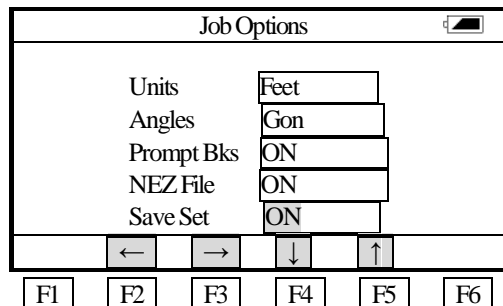 Job Options
Units Feet
Angles Gon
Prompt Bks ON
NEZ File ON
Save Set ON
← → ↓ ↑
F1 F2 F3 F4 F5 F6